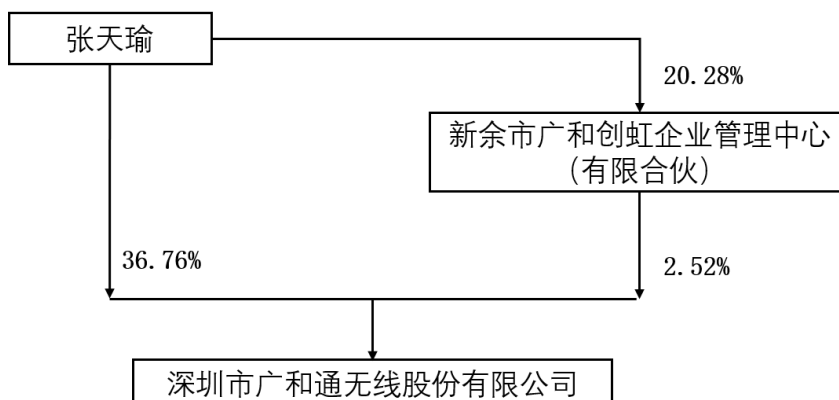 张天瑜
20.28%
新余市广和创虹企业管理中心
（有限合伙）
36.76%
2.52%
深圳市广和通无线股份有限公司